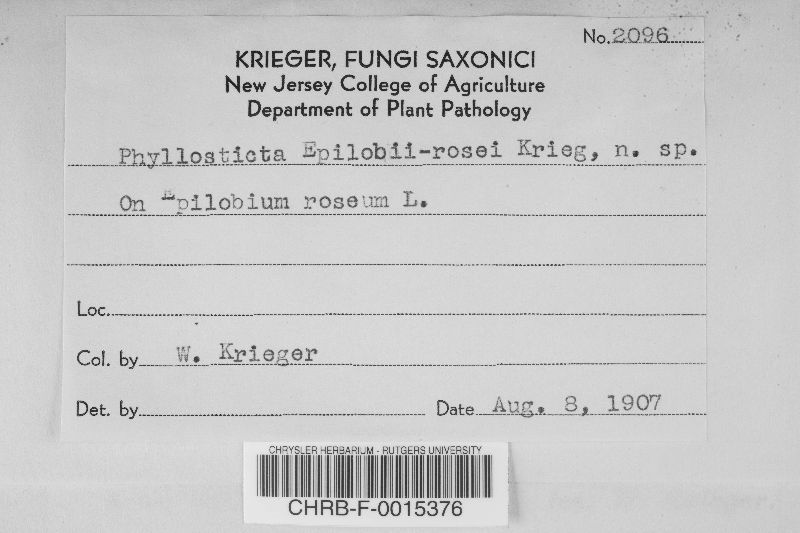 No. 2096
KRIEGER, FUNGI SAXONICI
New Jersey College of Agriculture
Department of Plant Pathology
Phyllosticta Epilobii-rosei Krieg, n. sp.
On Epilobium roseum L.
Loc.
Col. by W. Krieger
Det. by Date Aug. 8, 1907
CHRYSLER HERBARIUM - RUTGERS UNIVERSITY
CHRB-F-0015376